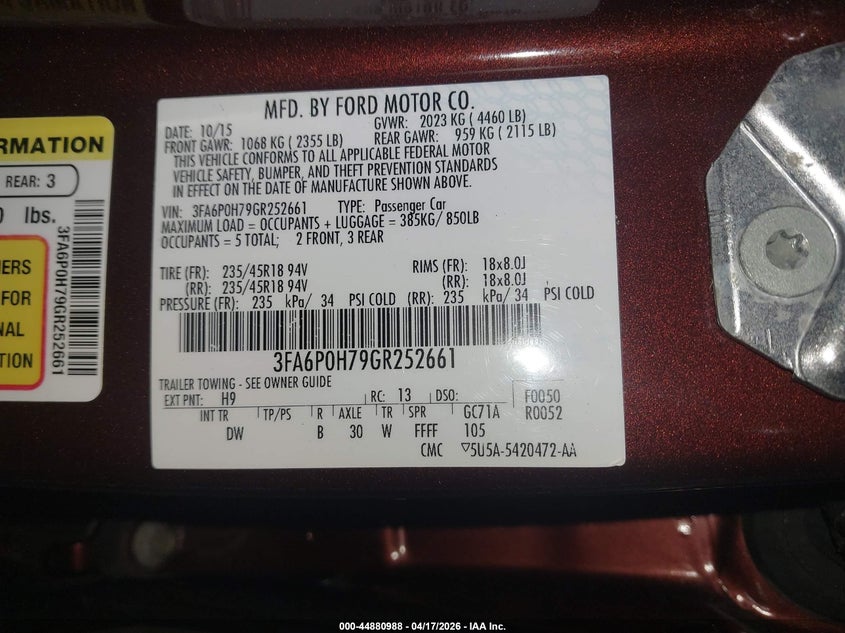 MFD. BY FORD MOTOR CO.
DATE: 10/15 GVWR: 2023 KG ( 4460 LB)
FRONT GAWR: 1068 KG ( 2355 LB) REAR GAWR: 959 KG ( 2115 LB)
THIS VEHICLE CONFORMS TO ALL APPLICABLE FEDERAL MOTOR
VEHICLE SAFETY, BUMPER, AND THEFT PREVENTION STANDARDS
IN EFFECT ON THE DATE OF MANUFACTURE SHOWN ABOVE.
VIN: 3FA6P0H79GR252661 TYPE: Passenger Car
MAXIMUM LOAD = OCCUPANTS + LUGGAGE = 385KG/ 850LB
OCCUPANTS = 5 TOTAL; 2 FRONT, 3 REAR
TIRE (FR): 235/45R18 94V RIMS (FR): 18x8.0J
(RR): 235/45R18 94V (RR): 18x8.0J
PRESSURE (FR): 235 kPa/ 34 PSI COLD (RR): 235 kPa/ 34 PSI COLD
3FA6P0H79GR252661
TRAILER TOWING - SEE OWNER GUIDE
EXT PNT: H9 RC: 13 DSO: F0050
INT TR TP/PS R AXLE TR SPR GC71A R0052
DW B 30 W FFFF 105
CMC ▽5U5A-5420472-AA
ORMATION
REAR: 3
0 lbs.
NERS
FOR
NAL
TION
3FA6P0H79GR252661
000-44880988 - 04/17/2026 - IAA Inc.